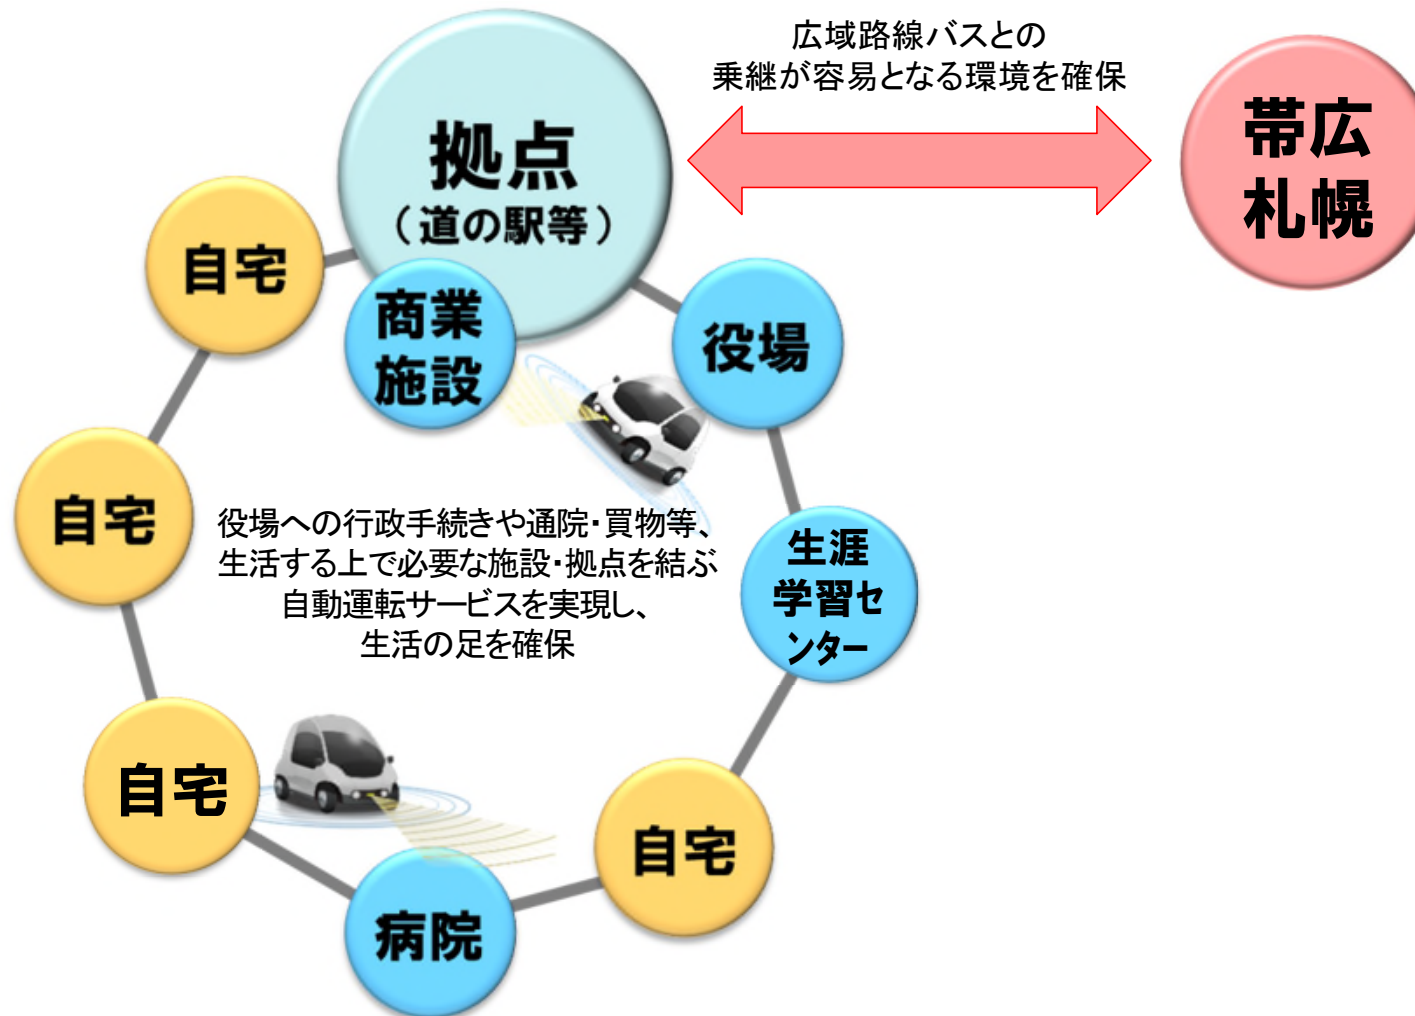 広域路線バスとの
乗継が容易となる環境を確保
帯広
札幌
拠点
（道の駅等）
自宅
商業
施設
役場
自宅
役場への行政手続きや通院・買物等、
生活する上で必要な施設・拠点を結ぶ
自動運転サービスを実現し、
生活の足を確保
生涯
学習セ
ンター
自宅
自宅
病院